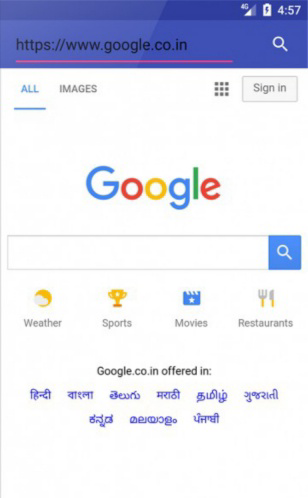 4G 4:57
https://www.google.co.in
ALL IMAGES Sign in
Google
Weather Sports Movies Restaurants
Google.co.in offered in:
हिन्दी বাংলা తెలుగు मराठी தமிழ் ગુજરાતી
ಕನ್ನಡ മലയാളം ਪੰਜਾਬੀ